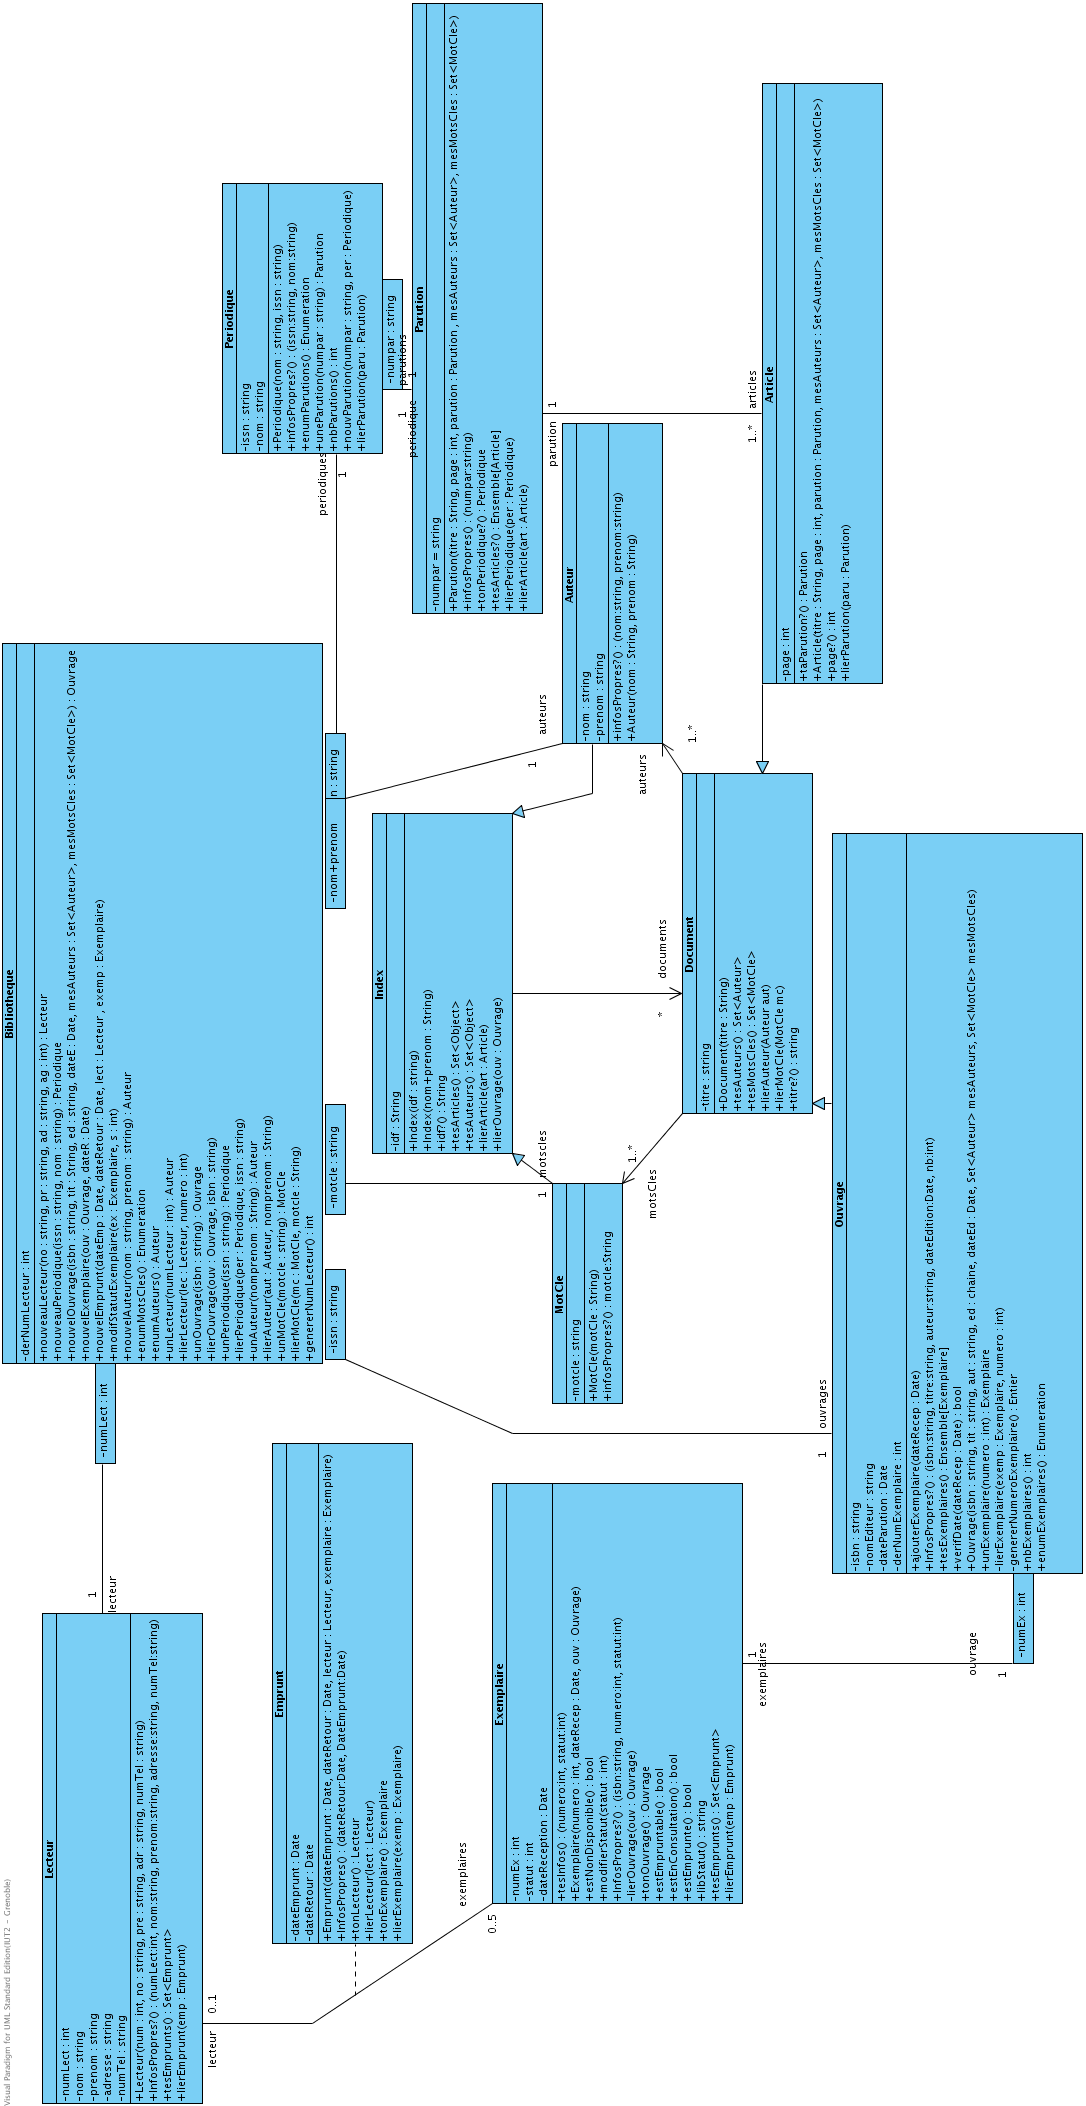 Visual Paradigm for UML Standard Edition(IUT2 - Grenoble)
Lecteur
-numLect : int
-nom : string
-prenom : string
-adresse : string
-numTel : string
+Lecteur(num : int, no : string, pre : string, adr : string, numTel : string)
+InfosPropres?() : (numLect:int, nom:string, prenom:string, adresse:string, numTel:string)
+tesEmprunts() : Set<Emprunt>
+lierEmprunt(emp : Emprunt)
lecteur
0..1
1
lecteur
-numLect : int
Bibliotheque
-derNumLecteur : int
+nouveauLecteur(no : string, pr : string, ad : string, ag : int) : Lecteur
+nouveauPeriodique(issn : string, nom : string) : Periodique
+nouvelOuvrage(isbn : string, tit : String, ed : string, dateE : Date, mesAuteurs : Set<Auteur>, mesMotsCles : Set<MotCle>) : Ouvrage
+nouvelExemplaire(ouv : Ouvrage, dateR : Date)
+nouvelEmprunt(dateEmp : Date, dateRetour : Date, lect : Lecteur , exemp : Exemplaire)
+modifStatutExemplaire(ex : Exemplaire, s : int)
+nouvelAuteur(nom : string, prenom : string) : Auteur
+enumMotsCles() : Enumeration
+enumAuteurs() : Auteur
+unLecteur(numLecteur : int) : Auteur
+lierLecteur(lec : Lecteur, numero : int)
+unOuvrage(isbn : string) : Ouvrage
+lierOuvrage(ouv : Ouvrage, isbn : string)
+unPeriodique(issn : string) : Periodique
+lierPeriodique(per : Periodique, issn : string)
+unAuteur(nomprenom : String) : Auteur
+lierAuteur(aut : Auteur, nomprenom : String)
+unMotCle(motcle : string) : MotCle
+lierMotCle(mc : MotCle, motcle : String)
+genererNumLecteur() : int
-issn : string
-motcle : string
-nom+prenom
n : string
Periodique
-issn : string
-nom : string
+Periodique(nom : string, issn : string)
+infosPropres?() : (issn:string, nom:string)
+enumParutions() : Enumeration
+uneParution(numpar : string) : Parution
+nbParutions() : int
+nouvParution(numpar : string, per : Periodique)
+lierParution(paru : Parution)
periodiques
1
-numpar : string
parutions
1
1
periodique
Parution
-numpar = string
+Parution(titre : String, page : int, parution : Parution , mesAuteurs : Set<Auteur>, mesMotsCles : Set<MotCle>)
+infosPropres() : (numpar:string)
+tonPeriodique?() : Periodique
+tesArticles?() : Ensemble[Article]
+lierPeriodique(per : Periodique)
+lierArticle(art : Article)
parution
1
articles
1..*
Emprunt
-dateEmprunt : Date
-dateRetour : Date
+Emprunt(dateEmprunt : Date, dateRetour : Date, lecteur : Lecteur, exemplaire : Exemplaire)
+InfosPropres() : (dateRetour:Date, DateEmprunt:Date)
+tonLecteur() : Lecteur
+lierLecteur(lect : Lecteur)
+tonExemplaire() : Exemplaire
+lierExemplaire(exemp : Exemplaire)
Index
-idf : String
+Index(idf : string)
+Index(nom+prenom : String)
+idf?() : String
+tesArticles() : Set<Object>
+tesAuteurs() : Set<Object>
+lierArticle(art : Article)
+lierOuvrage(ouv : Ouvrage)
exemplaires
0..5
Exemplaire
-numEx : int
-statut : int
-dateReception : Date
+tesInfos() : (numero:int, statut:int)
+Exemplaire(numero : int, dateRecep : Date, ouv : Ouvrage)
+estNonDisponible() : bool
+modifierStatut(statut : int)
+InfosPropres?() : (isbn:string, numero:int, statut:int)
-lierOuvrage(ouv : Ouvrage)
+tonOuvrage() : Ouvrage
+estEmpruntable() : bool
+estEnConsultation() : bool
+estEmprunte() : bool
+libStatut() : string
+tesEmprunts() : Set<Emprunt>
+lierEmprunt(emp : Emprunt)
1
exemplaires
motscles
1
MotCle
-motcle : string
+MotCle(motCle : String)
+infosPropres?() : motcle:String
motsCles
1..*
auteurs
1
Auteur
-nom : string
-prenom : string
+infosPropres?() : (nom:string, prenom:string)
+Auteur(nom : String, prenom : String)
auteurs
1..*
documents
*
Document
-titre : string
+Document(titre : String)
+tesAuteurs() : Set<Auteur>
+tesMotsCles() : Set<MotCle>
+lierAuteur(Auteur aut)
+lierMotCle(MotCle mc)
+titre?() : string
Article
-page : int
+taParution?() : Parution
+Article(titre : String, page : int, parution : Parution, mesAuteurs : Set<Auteur>, mesMotsCles : Set<MotCle>)
+page?() : int
+lierParution(paru : Parution)
ouvrages
1
Ouvrage
-isbn : string
-nomEditeur : string
-dateParution : Date
-derNumExemplaire : int
+ajouterExemplaire(dateRecep : Date)
+InfosPropres?() : (isbn:string, titre:string, auteur:string, dateEdition:Date, nb:int)
+tesExemplaires() : Ensemble[Exemplaire]
+verifDate(dateRecep : Date) : bool
+Ouvrage(isbn : string, tit : string, aut : string, ed : chaine, dateEd : Date, Set<Auteur> mesAuteurs, Set<MotCle> mesMotsCles)
+unExemplaire(numero : int) : Exemplaire
-lierExemplaire(exemp : Exemplaire, numero : int)
-genererNumeroExemplaire() : Entier
+nbExemplaires() : int
+enumExemplaires() : Enumeration
ouvrage
1
-numEx : int